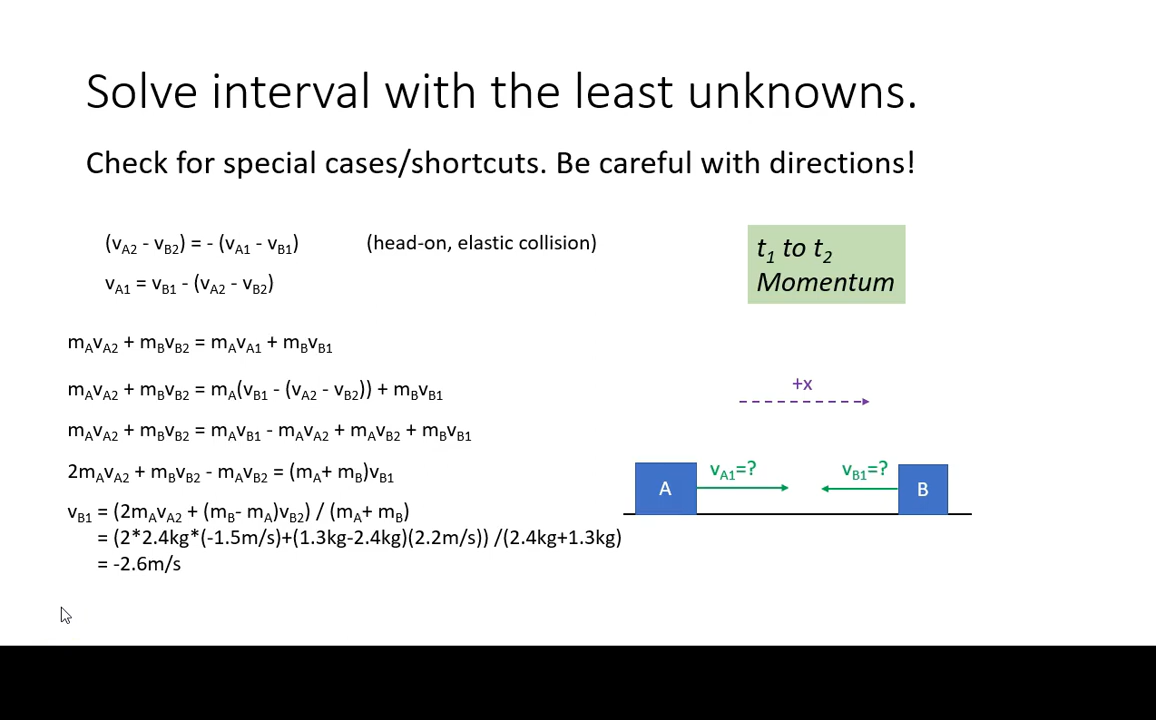 Solve interval with the least unknowns.
Check for special cases/shortcuts. Be careful with directions!
(vA2 - vB2) = - (vA1 - vB1) (head-on, elastic collision)
vA1 = vB1 - (vA2 - vB2)
t1 to t2
Momentum
mAvA2 + mBvB2 = mAvA1 + mBvB1
mAvA2 + mBvB2 = mA(vB1 - (vA2 - vB2)) + mBvB1
mAvA2 + mBvB2 = mAvB1 - mAvA2 + mAvB2 + mBvB1
2mAvA2 + mBvB2 - mAvB2 = (mA+ mB)vB1
vB1 = (2mAvA2 + (mB- mA)vB2) / (mA+ mB)
= (2*2.4kg*(-1.5m/s)+(1.3kg-2.4kg)(2.2m/s)) /(2.4kg+1.3kg)
= -2.6m/s
+x
vA1=? vB1=?
A B